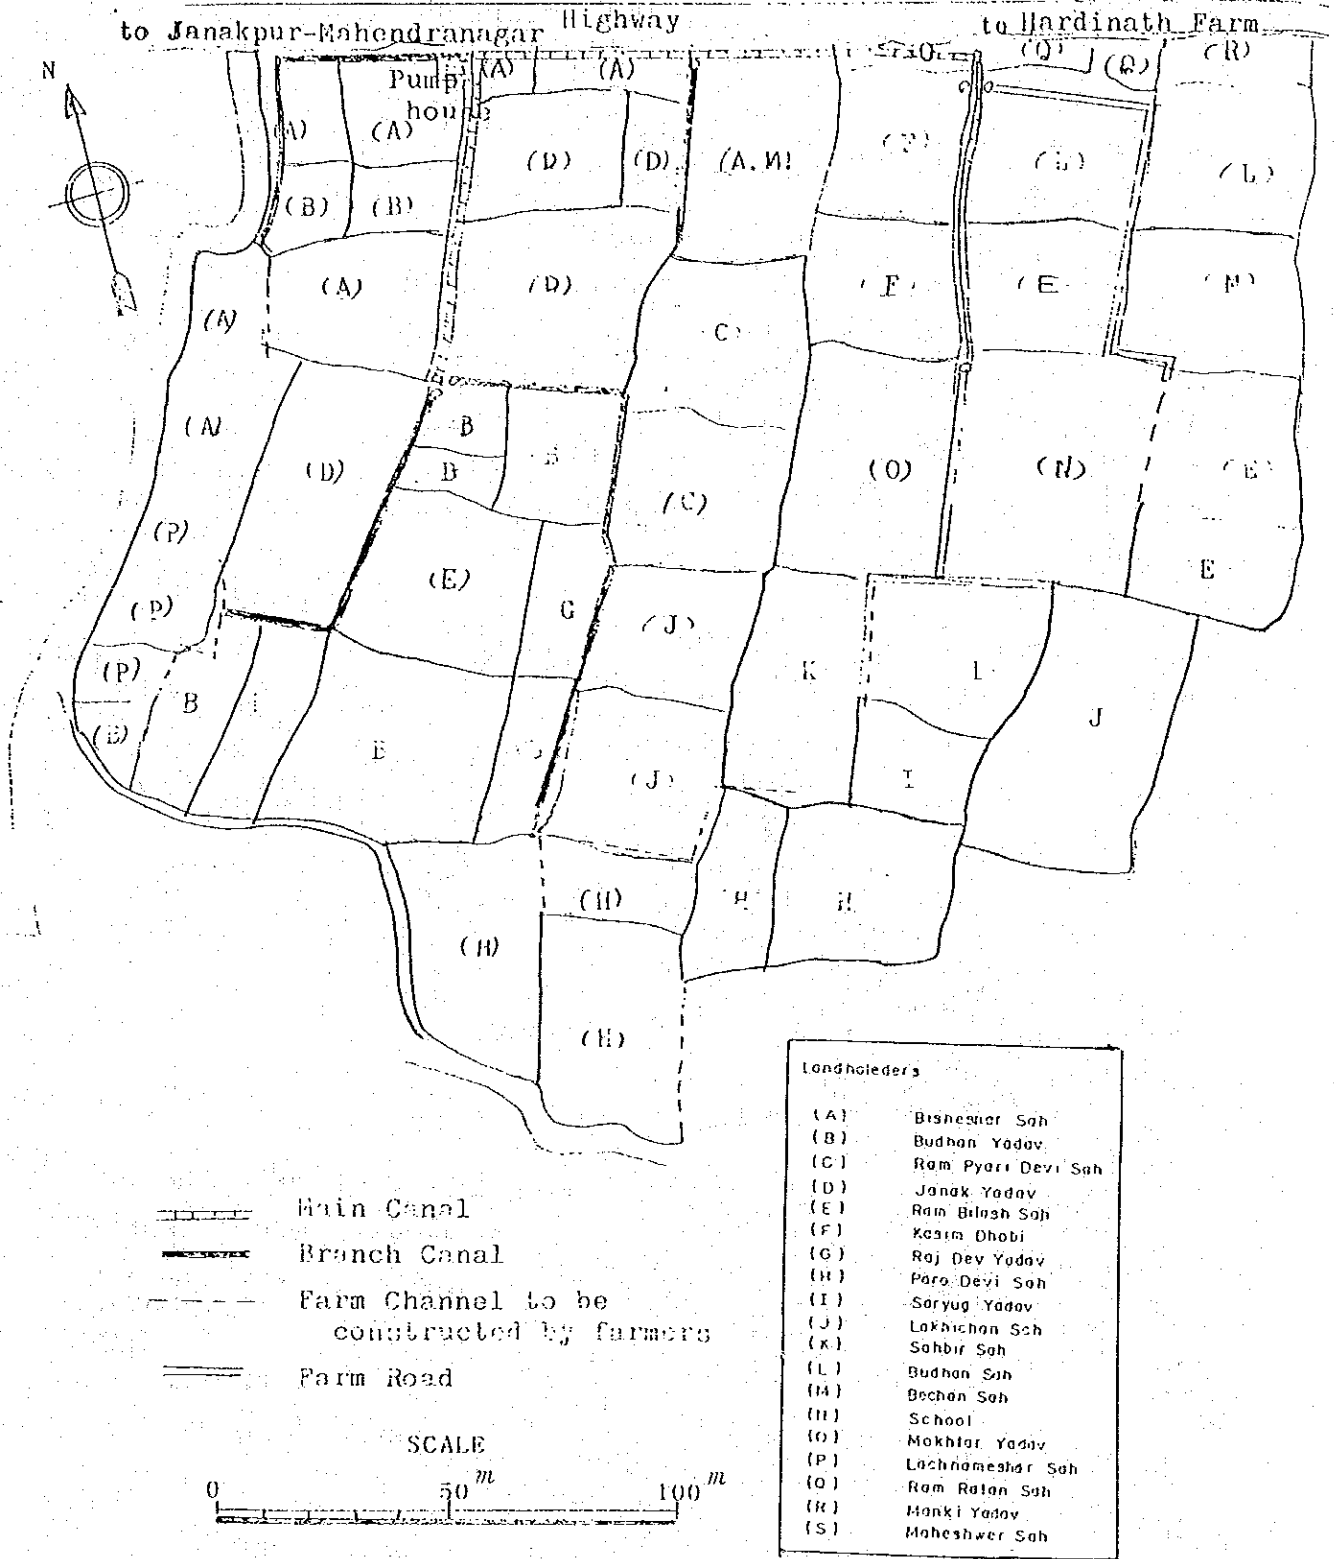 Highway
to Janakpur-Mahendranagar
to Hardinath Farm
N
Pump
house
(A)
(A)
(Q)
(R)
(A)
(A)
(D)
(D)
(A.M)
(F)
(L)
(L)
(B)
(B)
(A)
(D)
(A)
C
(F)
(E
(M)
(A)
(D)
B
B
(C)
(O)
(N)
(E)
(P)
(E)
G
(J)
E
(P)
(P)
B
K
I
J
(B)
E
(J)
I
(H)
(H)
H
H
(H)
Main Canal
Branch Canal
Farm Channel to be
constructed by farmers
Farm Road
SCALE
0 50 m 100 m
Landholeders
(A) Bisheshar Sah
(B) Budhan Yadav
(C) Ram Pyari Devi Sah
(D) Janak Yadav
(E) Ram Bilash Sah
(F) Kasim Dhobi
(G) Raj Dev Yadav
(H) Paro Devi Sah
(I) Saryug Yadav
(J) Lakhichan Sah
(K) Sahbir Sah
(L) Budhan Sah
(M) Bechan Sah
(N) School
(O) Mokhtar Yadav
(P) Lachhameshar Sah
(Q) Ram Ratan Sah
(R) Manki Yadav
(S) Maheshwer Sah